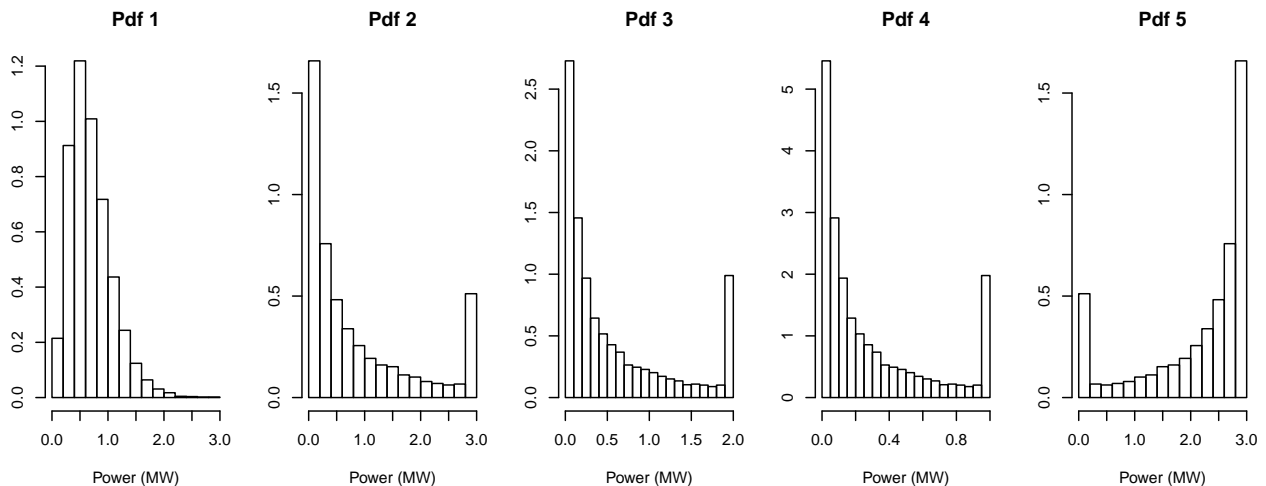 Pdf 1
0.0 0.2 0.4 0.6 0.8 1.0 1.2
0.0 1.0 2.0 3.0
Power (MW)
Pdf 2
0.0 0.5 1.0 1.5
0.0 1.0 2.0 3.0
Power (MW)
Pdf 3
0.0 0.5 1.0 1.5 2.0 2.5
0.0 0.5 1.0 1.5 2.0
Power (MW)
Pdf 4
0 1 2 3 4 5
0.0 0.4 0.8
Power (MW)
Pdf 5
0.0 0.5 1.0 1.5
0.0 1.0 2.0 3.0
Power (MW)